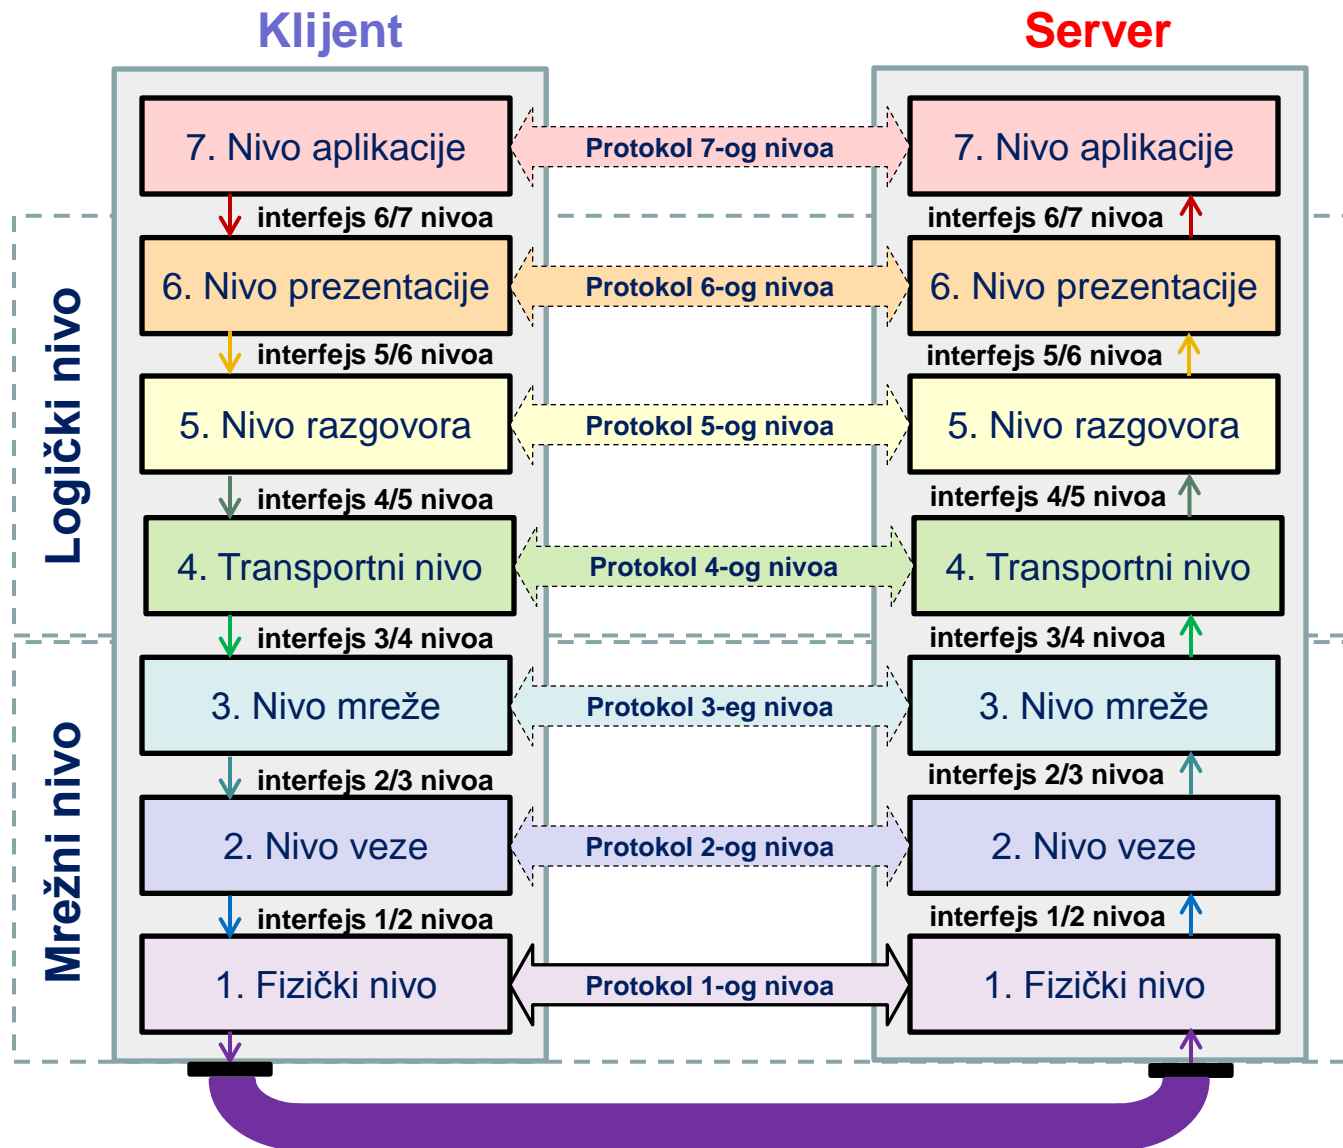 Klijent
Server
7. Nivo aplikacije
Protokol 7-og nivoa
7. Nivo aplikacije
interfejs 6/7 nivoa
interfejs 6/7 nivoa
Logički nivo
6. Nivo prezentacije
Protokol 6-og nivoa
6. Nivo prezentacije
interfejs 5/6 nivoa
interfejs 5/6 nivoa
5. Nivo razgovora
Protokol 5-og nivoa
5. Nivo razgovora
interfejs 4/5 nivoa
interfejs 4/5 nivoa
4. Transportni nivo
Protokol 4-og nivoa
4. Transportni nivo
interfejs 3/4 nivoa
interfejs 3/4 nivoa
Mrežni nivo
3. Nivo mreže
Protokol 3-eg nivoa
3. Nivo mreže
interfejs 2/3 nivoa
interfejs 2/3 nivoa
2. Nivo veze
Protokol 2-og nivoa
2. Nivo veze
interfejs 1/2 nivoa
interfejs 1/2 nivoa
1. Fizički nivo
Protokol 1-og nivoa
1. Fizički nivo